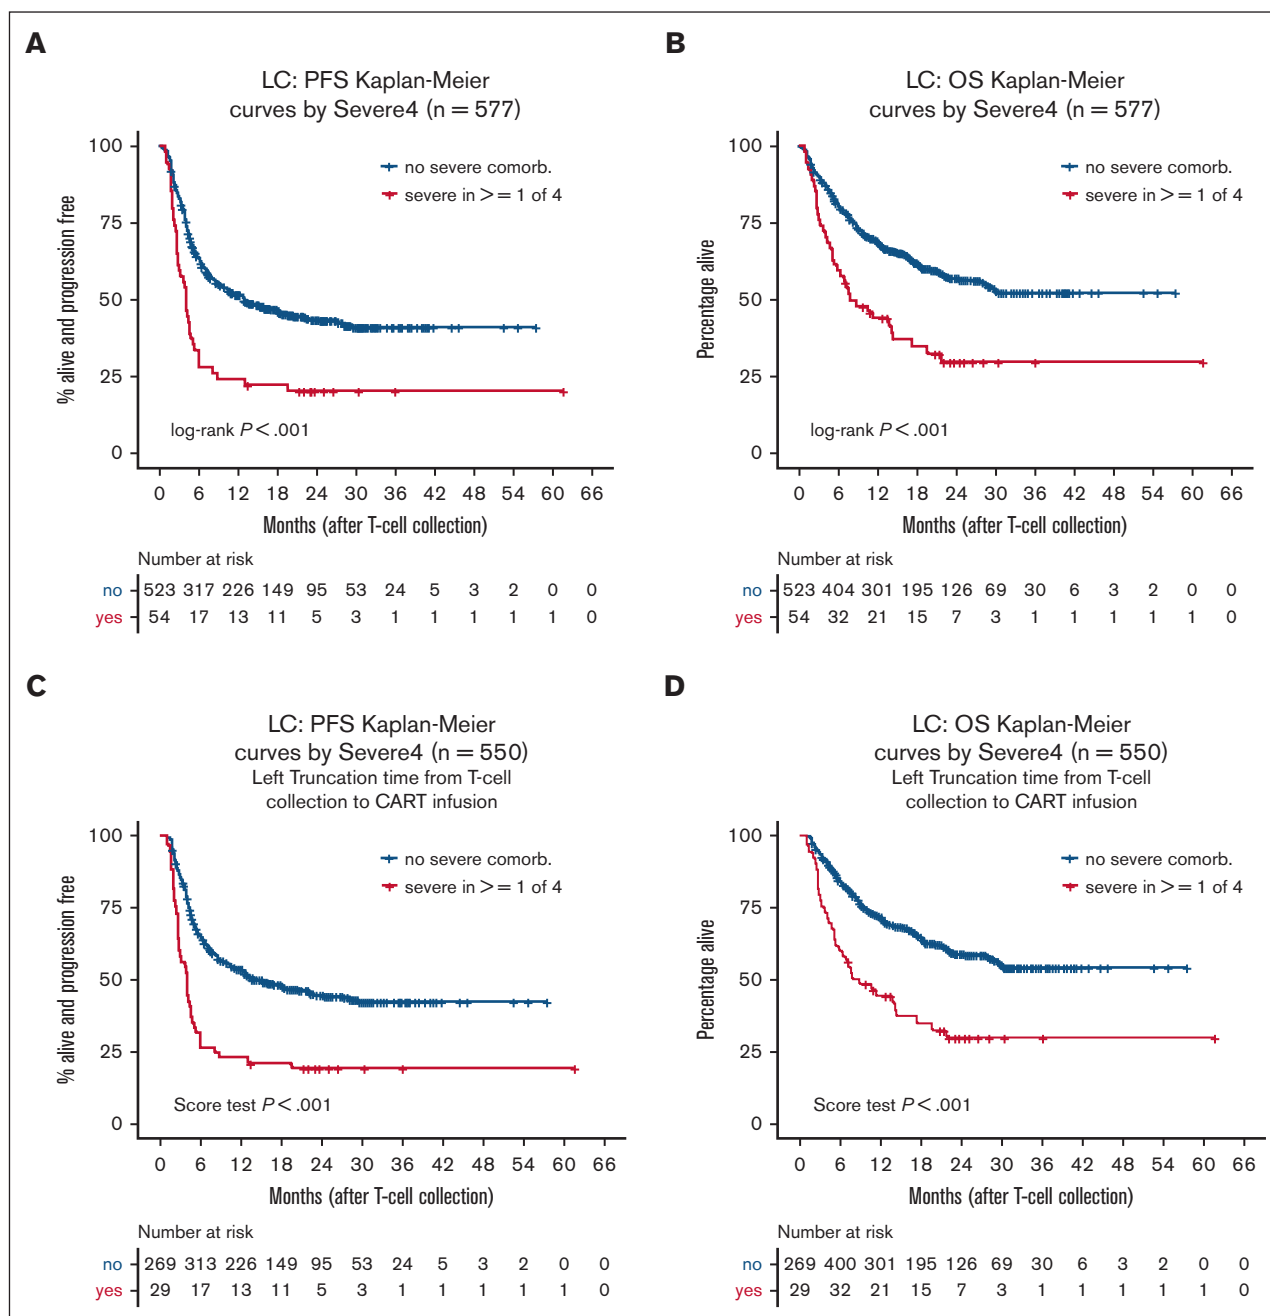 A
LC: PFS Kaplan-Meier
curves by Severe4 (n = 577)
% alive and progression free
100
75
50
25
0
no severe comorb.
severe in >= 1 of 4
log-rank P < .001
0 6 12 18 24 30 36 42 48 54 60 66
Months (after T-cell collection)
Number at risk
no 523 317 226 149 95 53 24 5 3 2 0 0
yes 54 17 13 11 5 3 1 1 1 1 1 0
B
LC: OS Kaplan-Meier
curves by Severe4 (n = 577)
Percentage alive
100
75
50
25
0
no severe comorb.
severe in >= 1 of 4
log-rank P < .001
0 6 12 18 24 30 36 42 48 54 60 66
Months (after T-cell collection)
Number at risk
no 523 404 301 195 126 69 30 6 3 2 0 0
yes 54 32 21 15 7 3 1 1 1 1 1 0
C
LC: PFS Kaplan-Meier
curves by Severe4 (n = 550)
Left Truncation time from T-cell
collection to CART infusion
% alive and progression free
100
75
50
25
0
no severe comorb.
severe in >= 1 of 4
Score test P < .001
0 6 12 18 24 30 36 42 48 54 60 66
Months (after T-cell collection)
Number at risk
no 269 313 226 149 95 53 24 5 3 2 0 0
yes 29 17 13 11 5 3 1 1 1 1 1 0
D
LC: OS Kaplan-Meier
curves by Severe4 (n = 550)
Left Truncation time from T-cell
collection to CART infusion
Percentage alive
100
75
50
25
0
no severe comorb.
severe in >= 1 of 4
Score test P < .001
0 6 12 18 24 30 36 42 48 54 60 66
Months (after T-cell collection)
Number at risk
no 269 400 301 195 126 69 30 6 3 2 0 0
yes 29 32 21 15 7 3 1 1 1 1 1 0